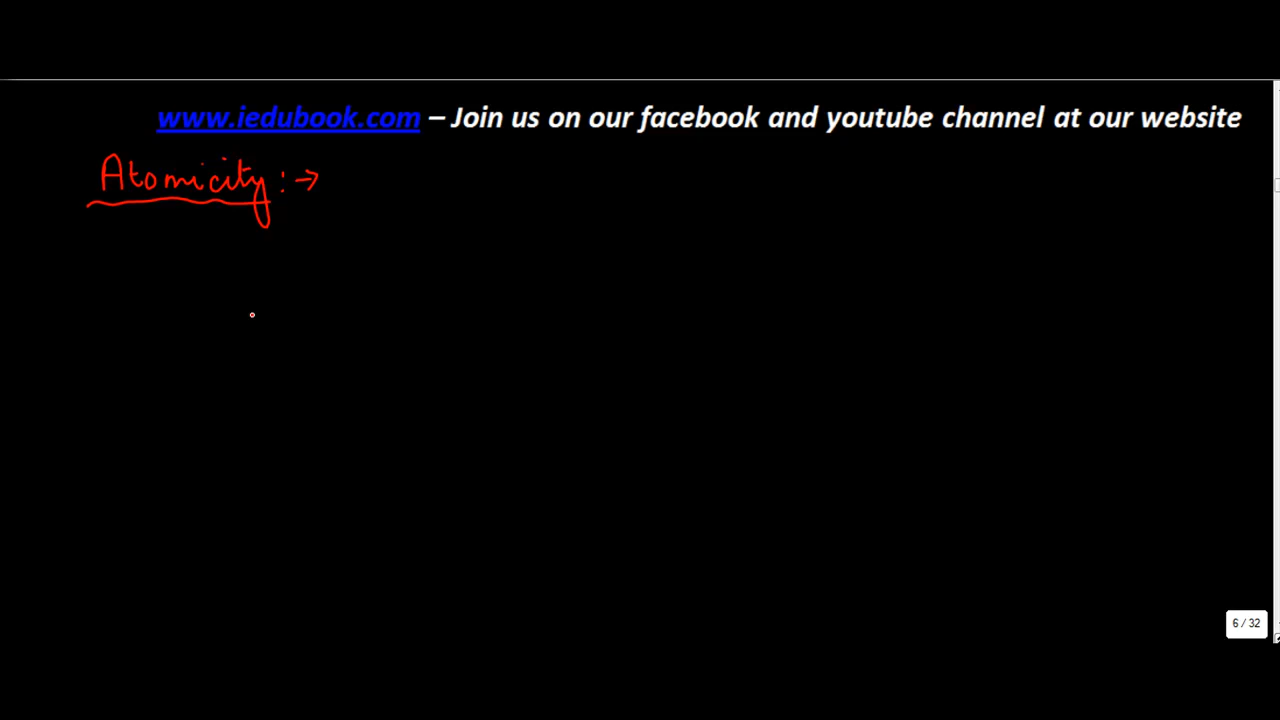 www.iedubook.com – Join us on our facebook and youtube channel at our website
Atomicity :→
6 / 32